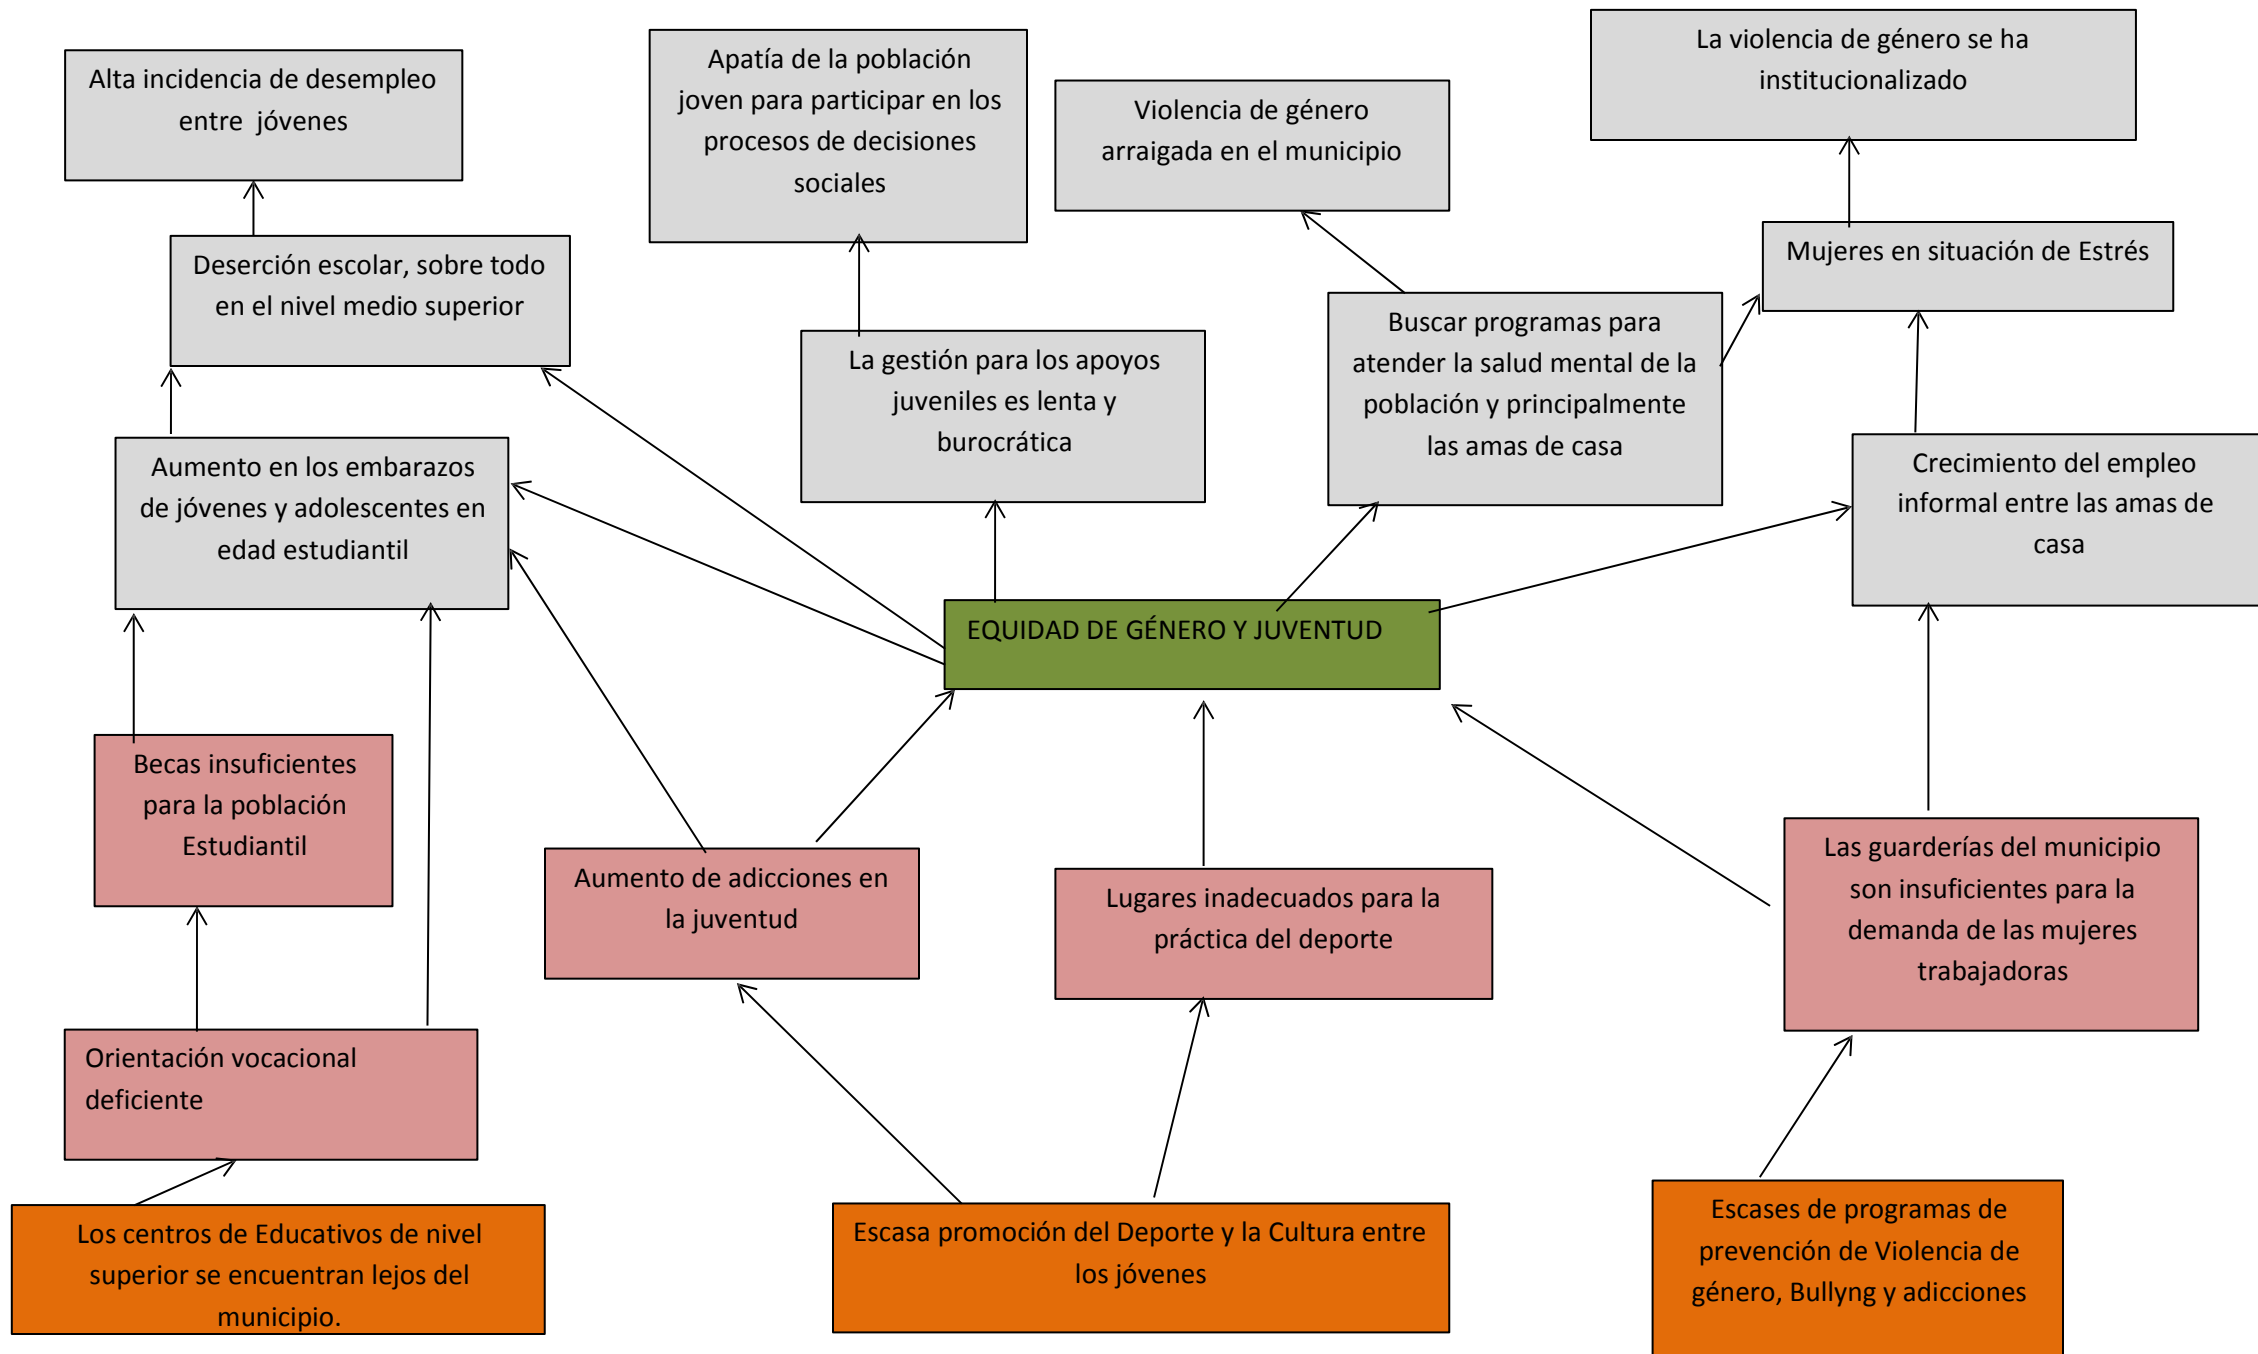 Alta incidencia de desempleo
entre jóvenes
Apatía de la población
joven para participar en los
procesos de decisiones
sociales
Violencia de género
arraigada en el municipio
La violencia de género se ha
institucionalizado
Deserción escolar, sobre todo
en el nivel medio superior
Mujeres en situación de Estrés
La gestión para los apoyos
juveniles es lenta y
burocrática
Buscar programas para
atender la salud mental de la
población y principalmente
las amas de casa
Aumento en los embarazos
de jóvenes y adolescentes en
edad estudiantil
Crecimiento del empleo
informal entre las amas de
casa
EQUIDAD DE GÉNERO Y JUVENTUD
Becas insuficientes
para la población
Estudiantil
Aumento de adicciones en
la juventud
Lugares inadecuados para la
práctica del deporte
Las guarderías del municipio
son insuficientes para la
demanda de las mujeres
trabajadoras
Orientación vocacional
deficiente
Los centros de Educativos de nivel
superior se encuentran lejos del
municipio.
Escasa promoción del Deporte y la Cultura entre
los jóvenes
Escases de programas de
prevención de Violencia de
género, Bullyng y adicciones